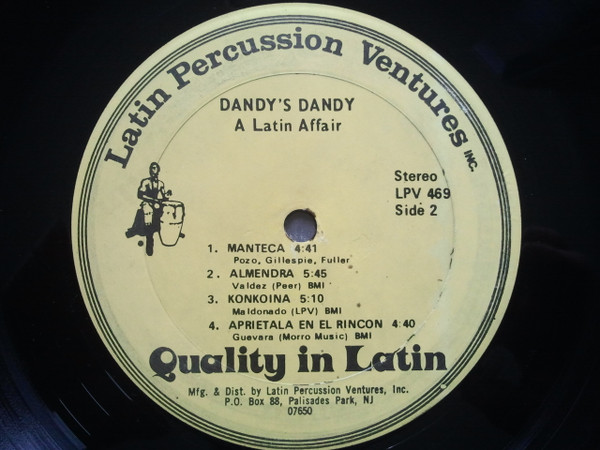 Latin Percussion Ventures INC.
DANDY'S DANDY
A Latin Affair
Stereo
LPV 469
Side 2
1. MANTECA 4:41
Pozo, Gillespie, Fuller
2. ALMENDRA 5:45
Valdez (Peer) BMI
3. KONKOINA 5:10
Maldonado (LPV) BMI
4. APRIETALA EN EL RINCON 4:40
Guevara (Morro Music) BMI
Quality in Latin
Mfg. & Dist. by Latin Percussion Ventures, Inc.
P.O. Box 88, Palisades Park, NJ
07650